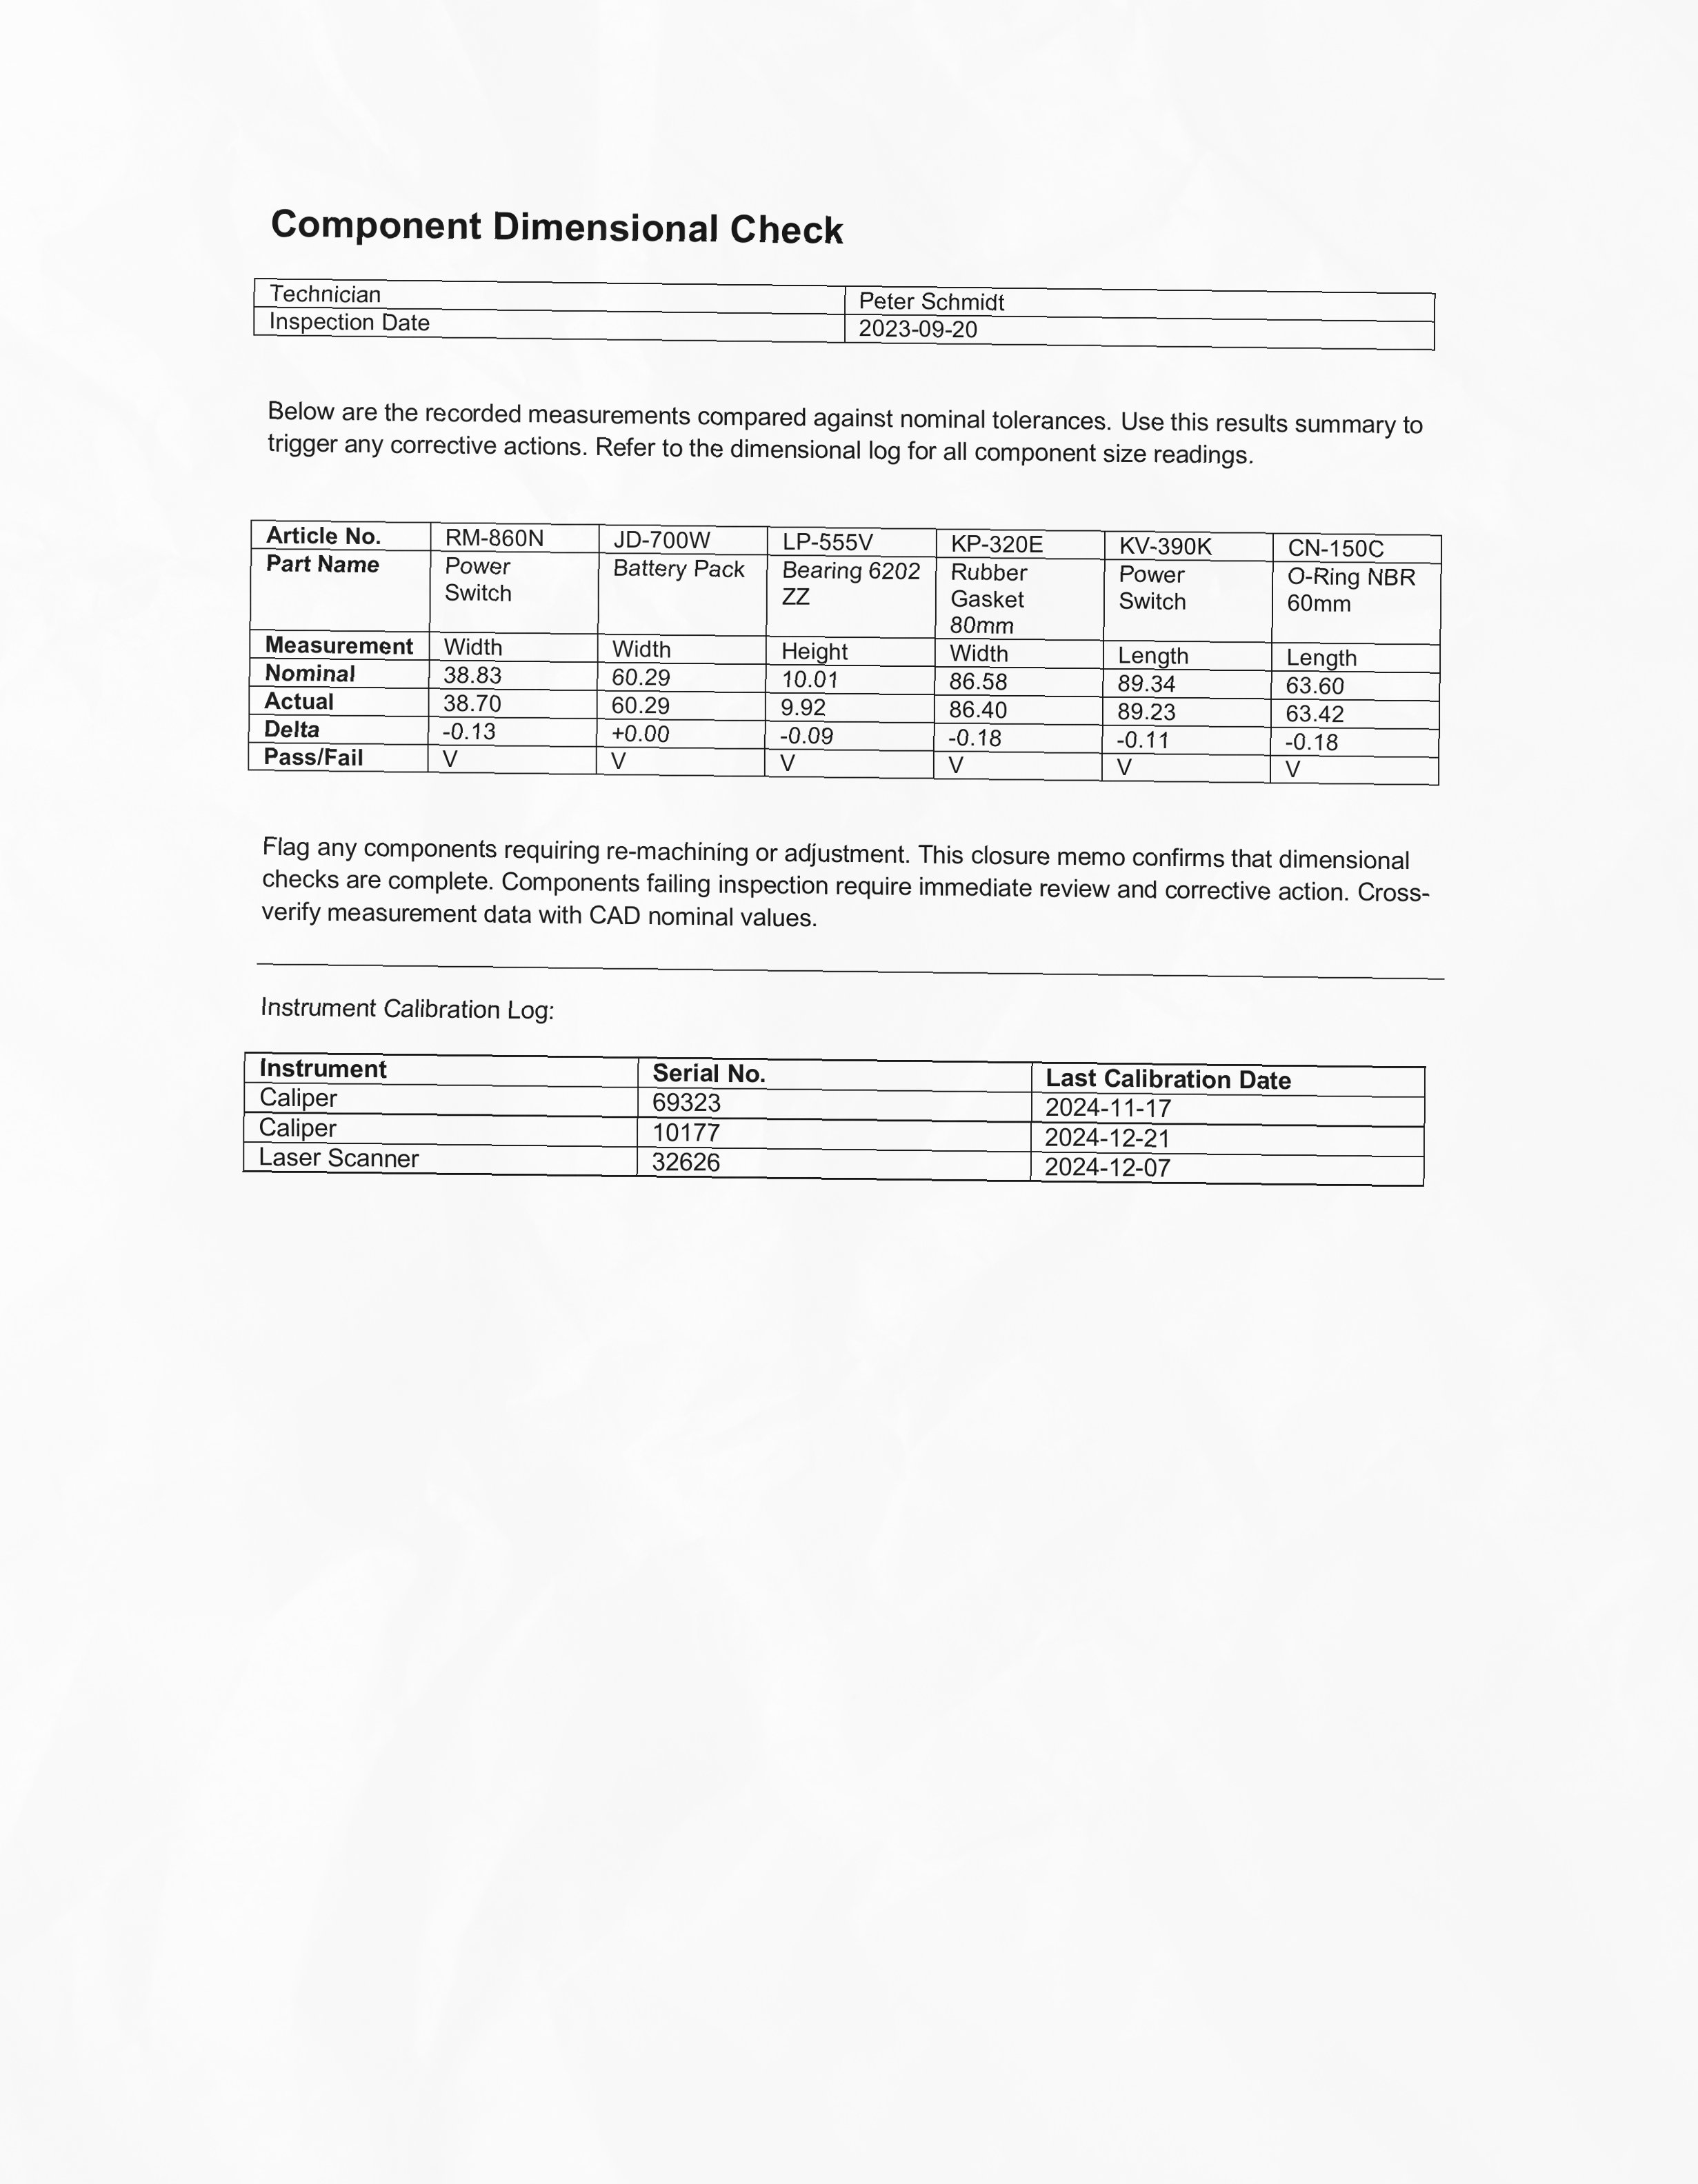 Component Dimensional Check
Technician Peter Schmidt
Inspection Date 2023-09-20
Below are the recorded measurements compared against nominal tolerances. Use this results summary to
trigger any corrective actions. Refer to the dimensional log for all component size readings.
Article No. RM-860N JD-700W LP-555V KP-320E KV-390K CN-150C
Part Name Power Switch Battery Pack Bearing 6202 ZZ Rubber Gasket 80mm Power Switch O-Ring NBR 60mm
Measurement Width Width Height Width Length Length
Nominal 38.83 60.29 10.01 86.58 89.34 63.60
Actual 38.70 60.29 9.92 86.40 89.23 63.42
Delta -0.13 +0.00 -0.09 -0.18 -0.11 -0.18
Pass/Fail V V V V V V
Flag any components requiring re-machining or adjustment. This closure memo confirms that dimensional
checks are complete. Components failing inspection require immediate review and corrective action. Cross-
verify measurement data with CAD nominal values.
Instrument Calibration Log:
Instrument Serial No. Last Calibration Date
Caliper 69323 2024-11-17
Caliper 10177 2024-12-21
Laser Scanner 32626 2024-12-07